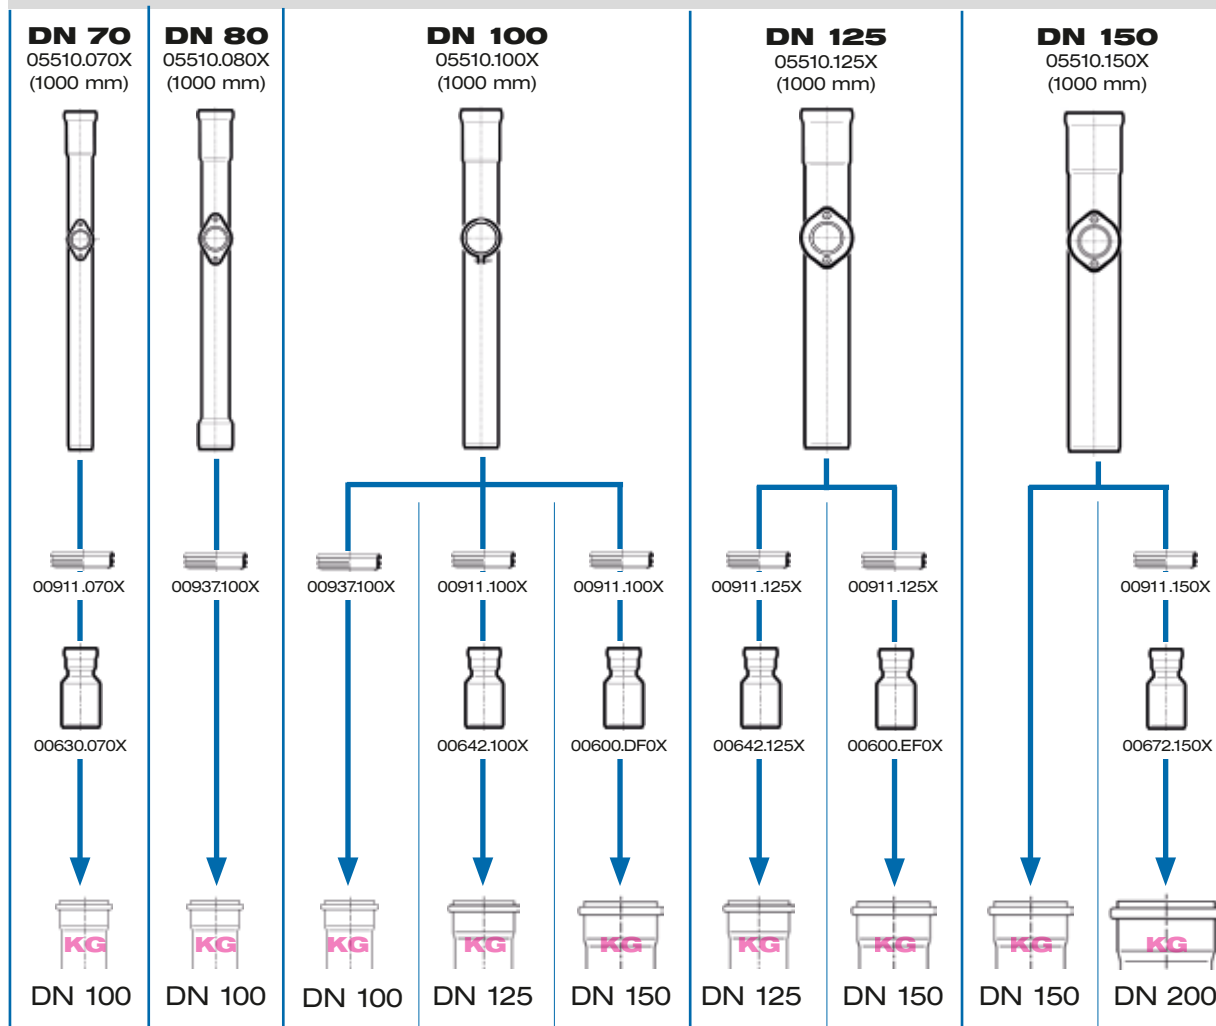 DN 70
05510.070X
(1000 mm)
DN 80
05510.080X
(1000 mm)
DN 100
05510.100X
(1000 mm)
DN 125
05510.125X
(1000 mm)
DN 150
05510.150X
(1000 mm)
00911.070X
00937.100X
00937.100X
00911.100X
00911.100X
00911.125X
00911.125X
00911.150X
00630.070X
00642.100X
00600.DF0X
00642.125X
00600.EF0X
00672.150X
KG
KG
KG
KG
KG
KG
KG
KG
KG
DN 100
DN 100
DN 100
DN 125
DN 150
DN 125
DN 150
DN 150
DN 200